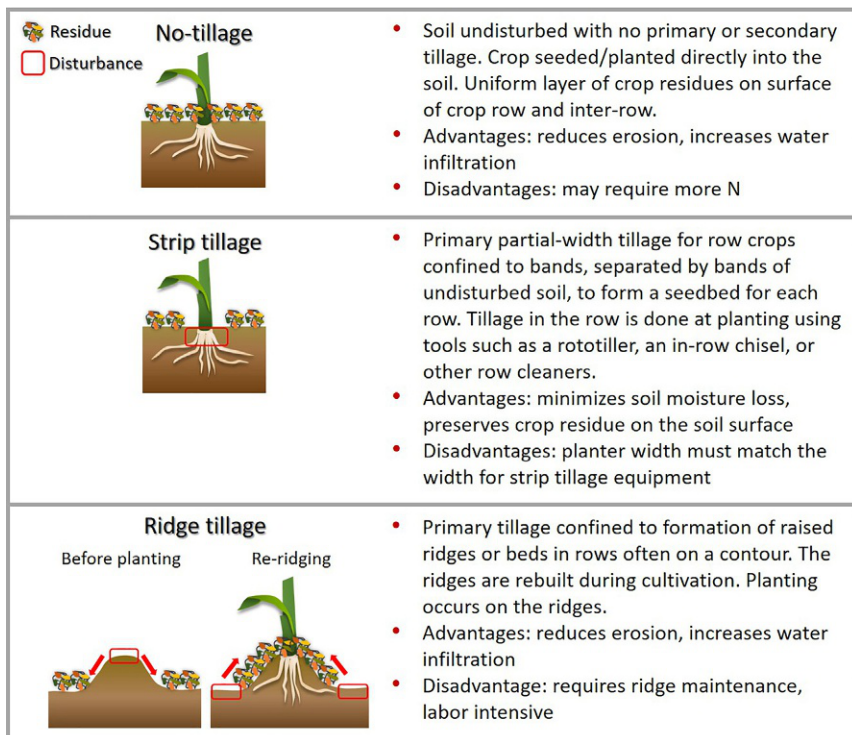 Residue
Disturbance
No-tillage
• Soil undisturbed with no primary or secondary
tillage. Crop seeded/planted directly into the
soil. Uniform layer of crop residues on surface
of crop row and inter-row.
• Advantages: reduces erosion, increases water
infiltration
• Disadvantages: may require more N
Strip tillage
• Primary partial-width tillage for row crops
confined to bands, separated by bands of
undisturbed soil, to form a seedbed for each
row. Tillage in the row is done at planting using
tools such as a rototiller, an in-row chisel, or
other row cleaners.
• Advantages: minimizes soil moisture loss,
preserves crop residue on the soil surface
• Disadvantages: planter width must match the
width for strip tillage equipment
Ridge tillage
Before planting
Re-ridging
• Primary tillage confined to formation of raised
ridges or beds in rows often on a contour. The
ridges are rebuilt during cultivation. Planting
occurs on the ridges.
• Advantages: reduces erosion, increases water
infiltration
• Disadvantage: requires ridge maintenance,
labor intensive